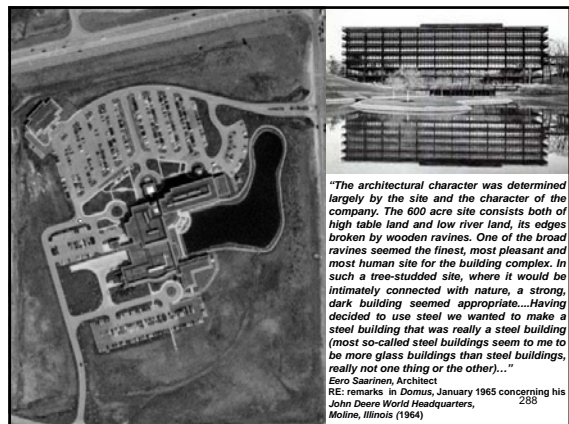 “The architectural character was determined
largely by the site and the character of the
company. The 600 acre site consists both of
high table land and low river land, its edges
broken by wooden ravines. One of the broad
ravines seemed the finest, most pleasant and
most human site for the building complex. In
such a tree-studded site, where it would be
intimately connected with nature, a strong,
dark building seemed appropriate....Having
decided to use steel we wanted to make a
steel building that was really a steel building
(most so-called steel buildings seem to me to
be more glass buildings than steel buildings,
really not one thing or the other)…”
Eero Saarinen, Architect
RE: remarks in Domus, January 1965 concerning his
John Deere World Headquarters,
Moline, Illinois (1964)
288